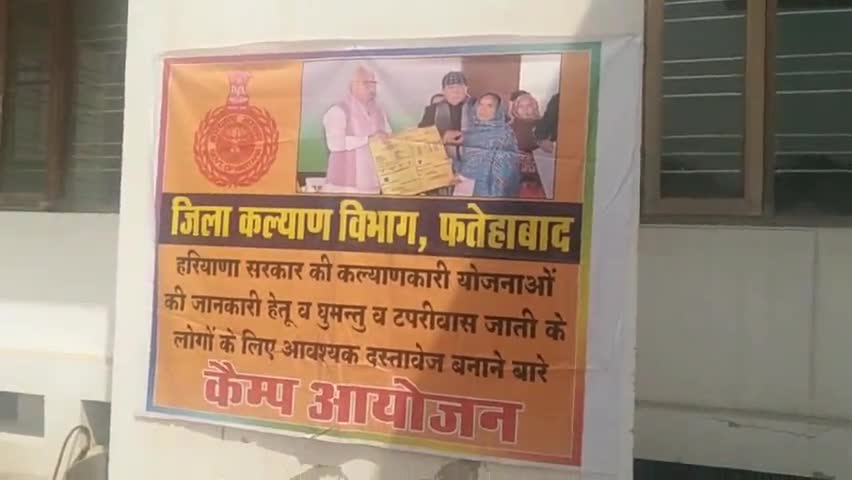 जिला कल्याण विभाग, फतेहाबाद
हरियाणा सरकार की कल्याणकारी योजनाओं
की जानकारी हेतू व घुमन्तु व टपरीवास जाती के
लोगों के लिए आवश्यक दस्तावेज बनाने बारे
कैम्प आयोजन